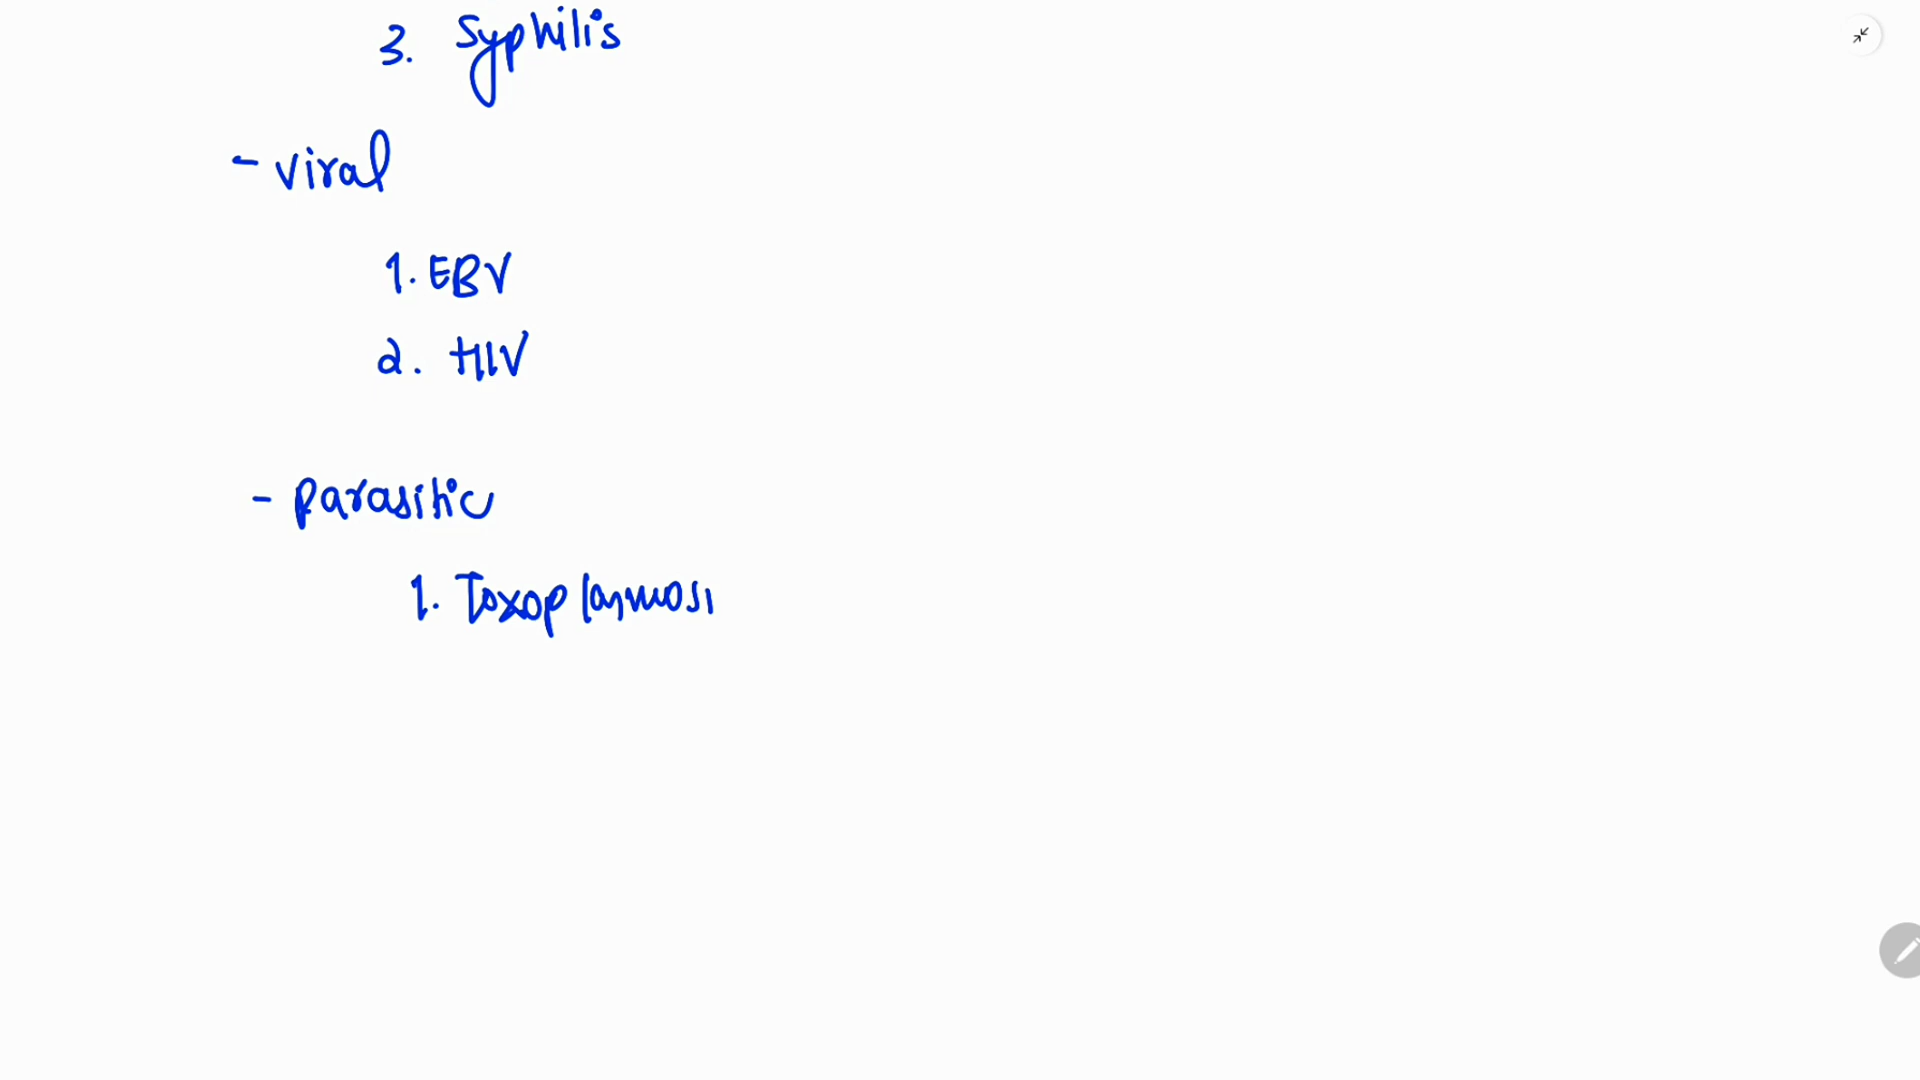 3. Syphilis
- viral
1. EBV
2. HIV
- parasitic
1. Toxoplasmosi